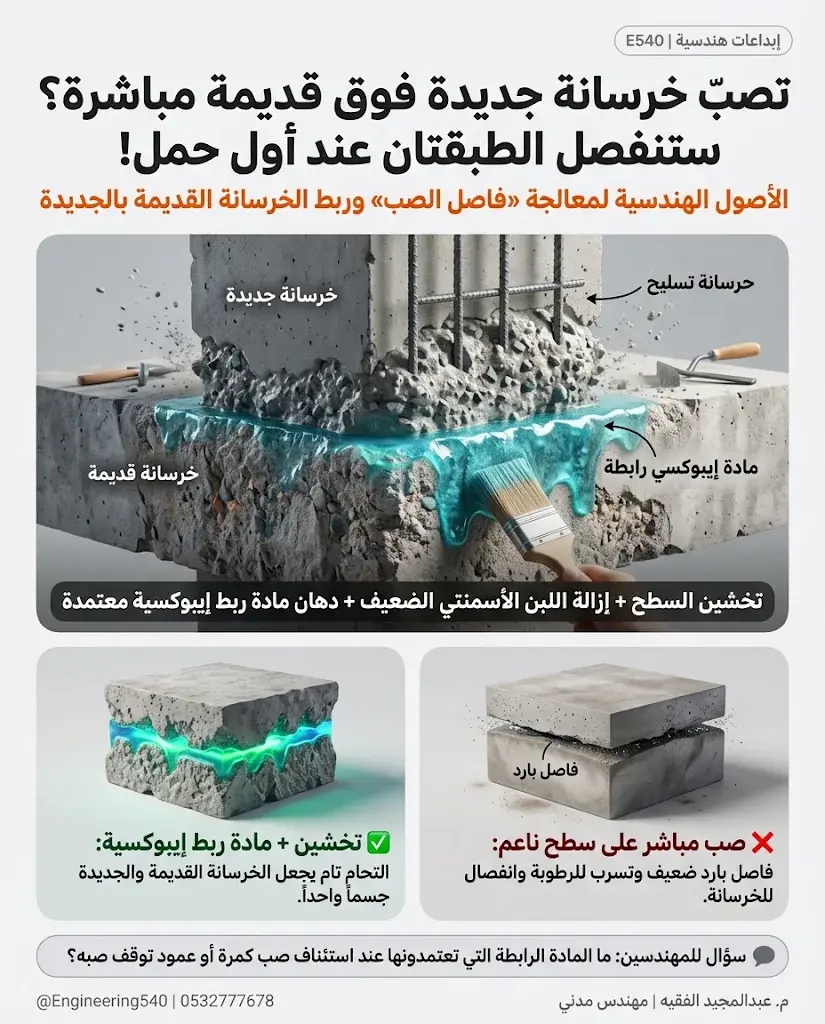 إبداعات هندسية | E540
تصبّ خرسانة جديدة فوق قديمة مباشرة؟
ستنفصل الطبقتان عند أول حمل!
الأصول الهندسية لمعالجة «فاصل الصب» وربط الخرسانة القديمة بالجديدة
خرسانة جديدة
حرسانة تسليح
مادة إيبوكسي رابطة
خرسانة قديمة
تخشين السطح + إزالة اللبن الأسمنتي الضعيف + دهان مادة ربط إيبوكسية معتمدة
فاصل بارد
❌ صب مباشر على سطح ناعم:
فاصل بارد ضعيف وتسرب للرطوبة وانفصال
للخرسانة.
✅ تخشين + مادة ربط إيبوكسية:
التحام تام يجعل الخرسانة القديمة والجديدة
جسماً واحداً.
سؤال للمهندسين: ما المادة الرابطة التي تعتمدونها عند استئناف صب كمرة أو عمود توقف صبه؟
م. عبدالمجيد الفقيه | مهندس مدني
@Engineering540 | 0532777678